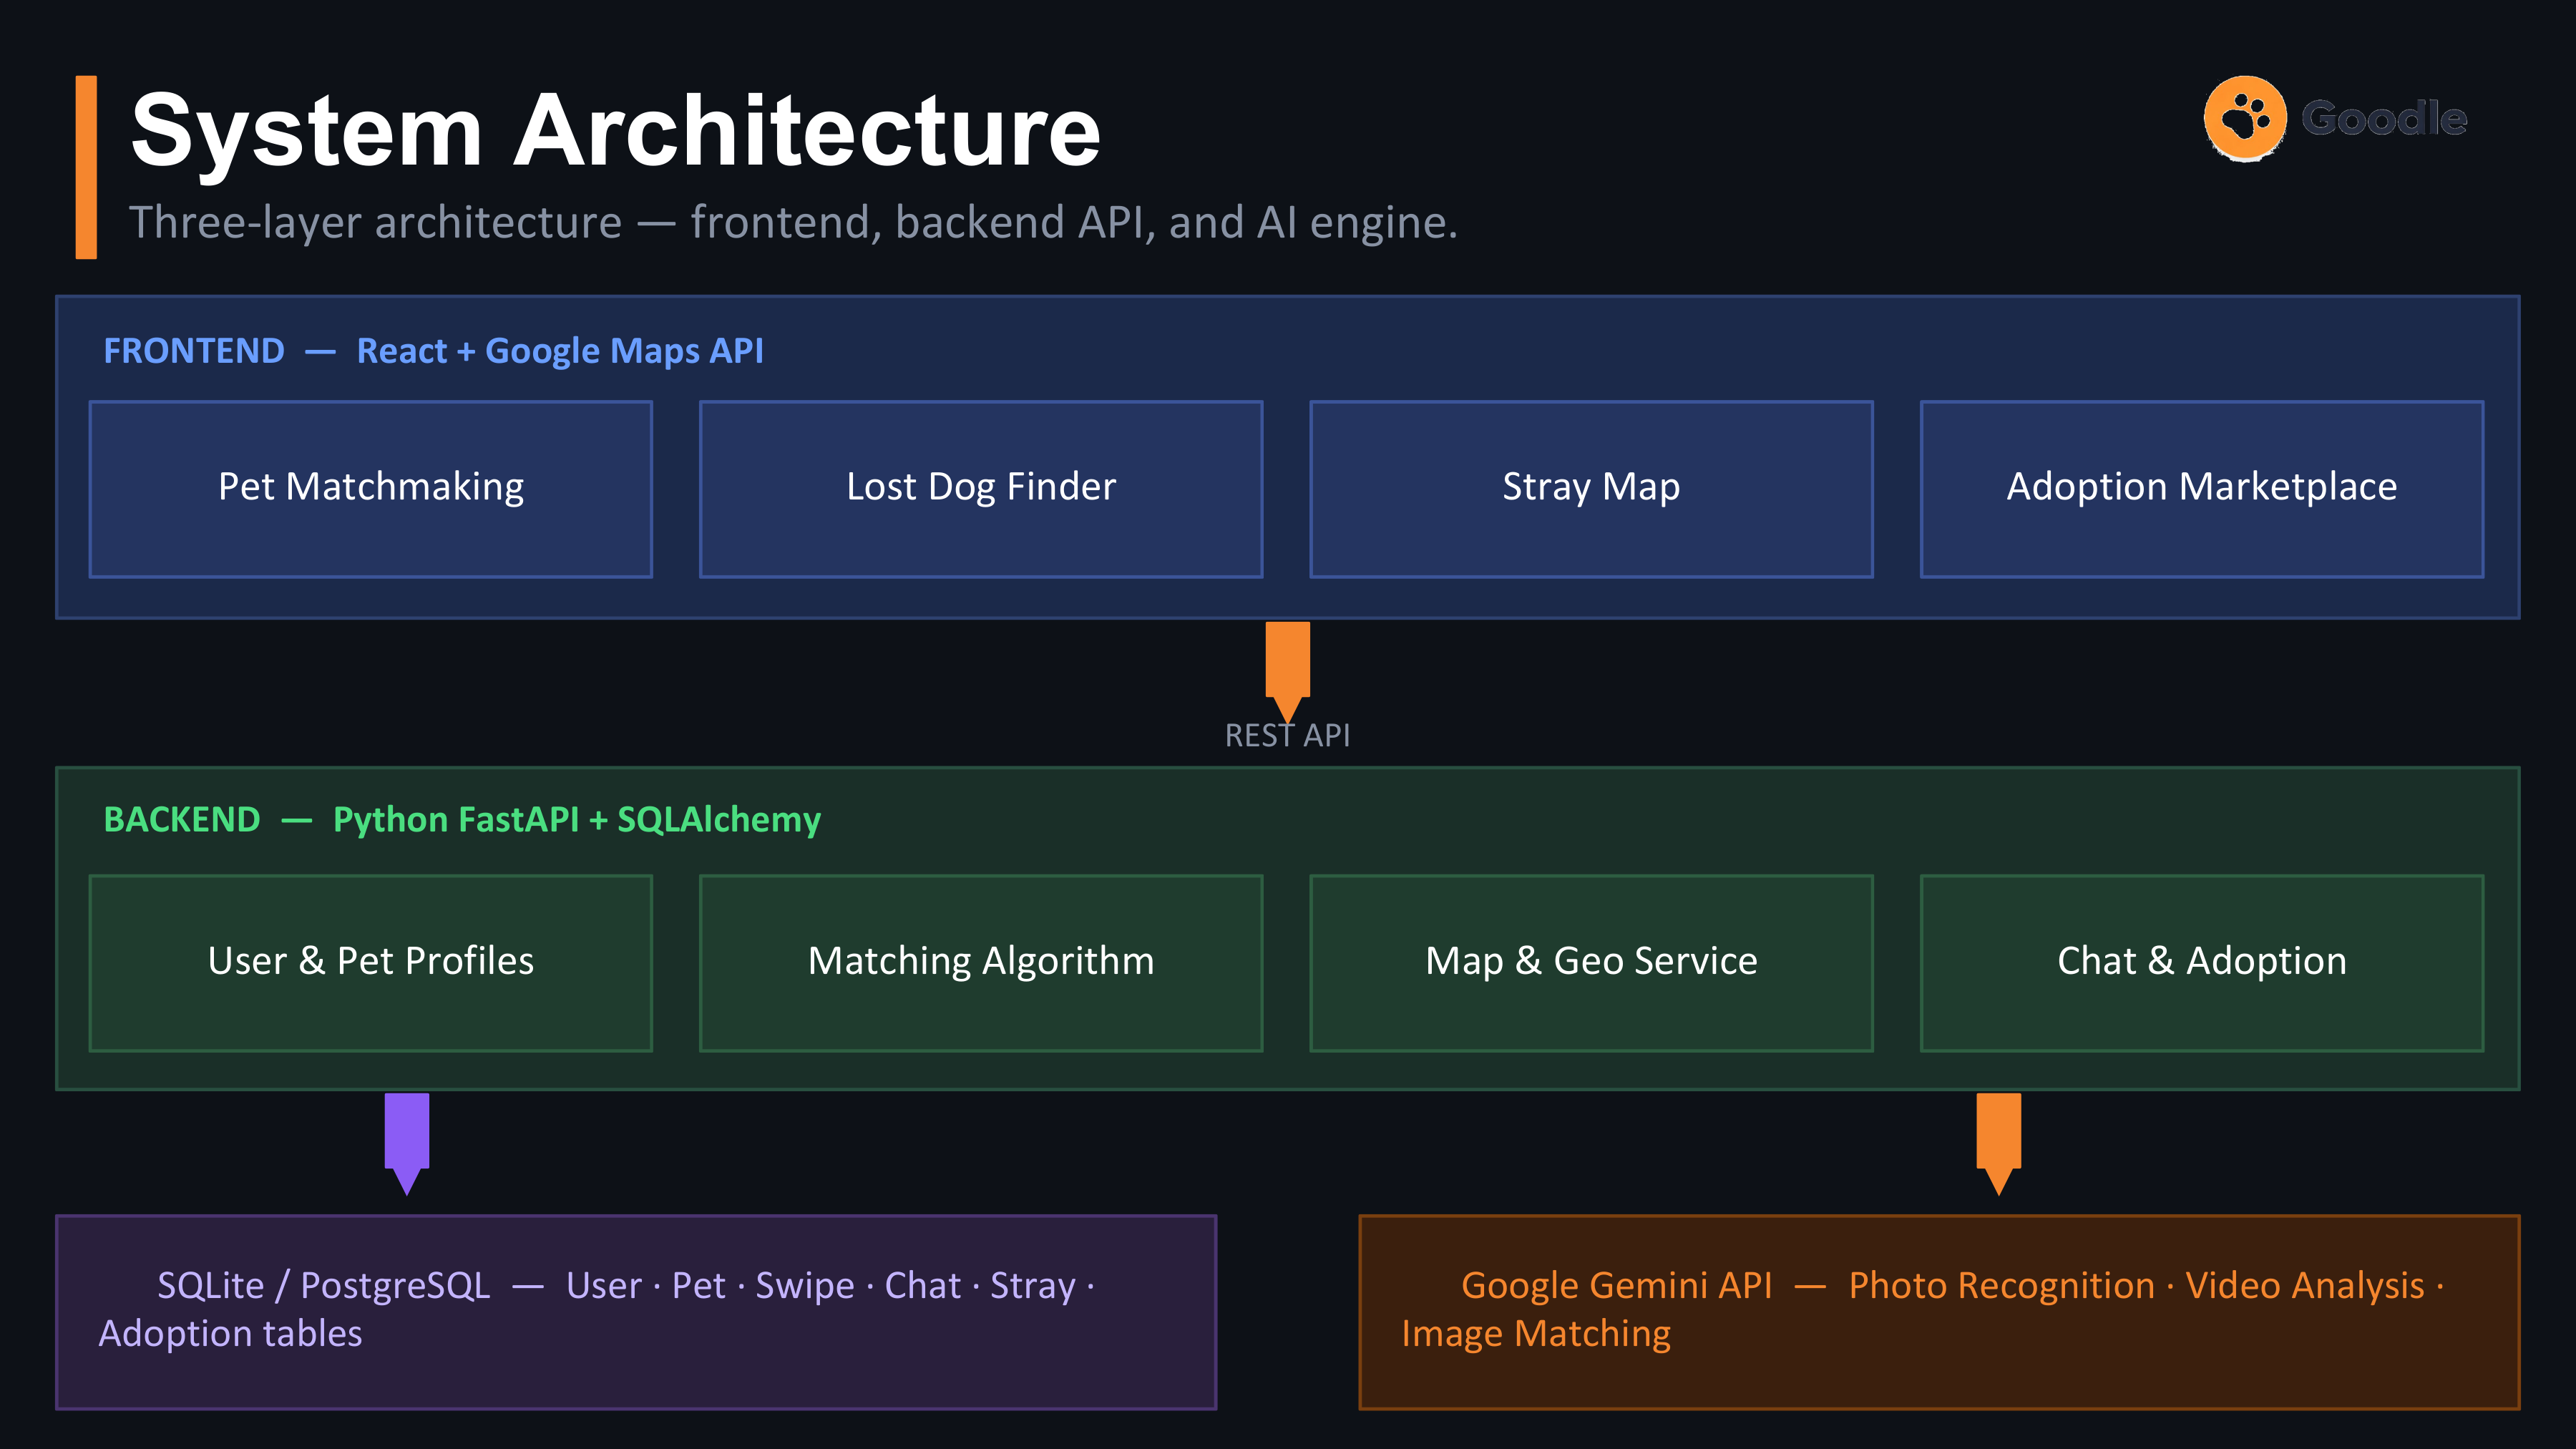 System Architecture
Goodle
Three-layer architecture — frontend, backend API, and AI engine.
FRONTEND — React + Google Maps API
Pet Matchmaking
Lost Dog Finder
Stray Map
Adoption Marketplace
REST API
BACKEND — Python FastAPI + SQLAlchemy
User & Pet Profiles
Matching Algorithm
Map & Geo Service
Chat & Adoption
SQLite / PostgreSQL — User · Pet · Swipe · Chat · Stray ·
Adoption tables
Google Gemini API — Photo Recognition · Video Analysis ·
Image Matching